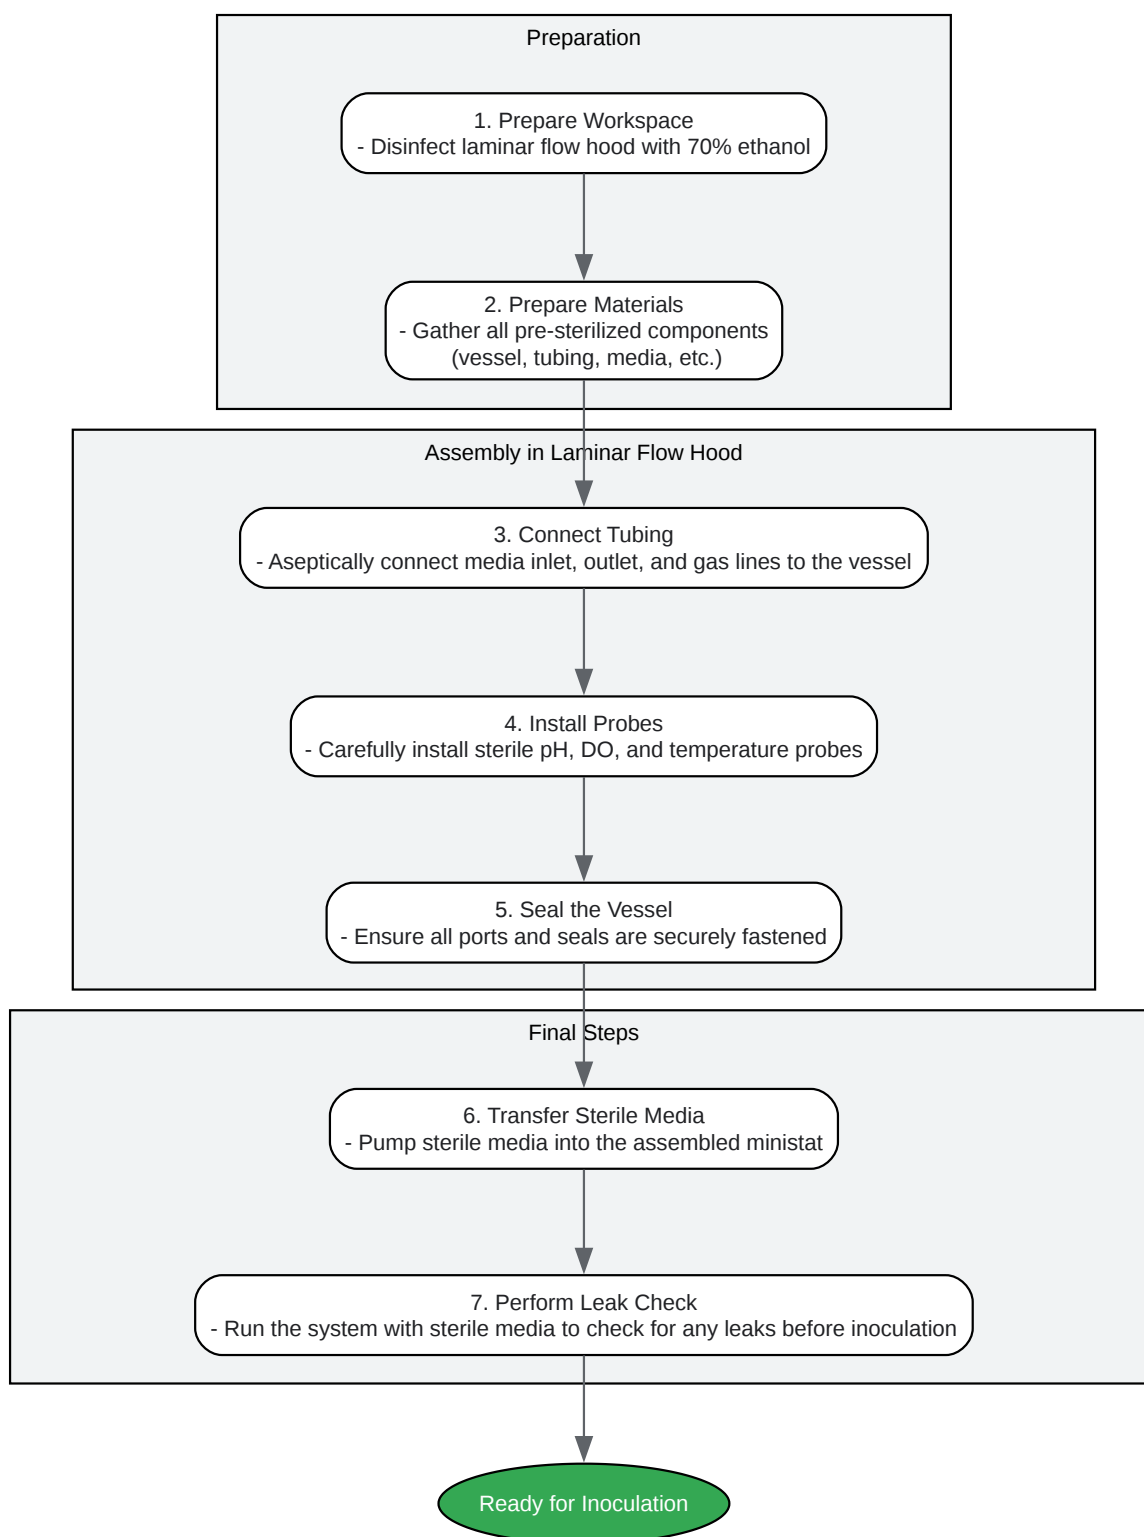 Preparation
1. Prepare Workspace
- Disinfect laminar flow hood with 70% ethanol
2. Prepare Materials
- Gather all pre-sterilized components
(vessel, tubing, media, etc.)
Assembly in Laminar Flow Hood
3. Connect Tubing
- Aseptically connect media inlet, outlet, and gas lines to the vessel
4. Install Probes
- Carefully install sterile pH, DO, and temperature probes
5. Seal the Vessel
- Ensure all ports and seals are securely fastened
Final Steps
6. Transfer Sterile Media
- Pump sterile media into the assembled ministat
7. Perform Leak Check
- Run the system with sterile media to check for any leaks before inoculation
Ready for Inoculation